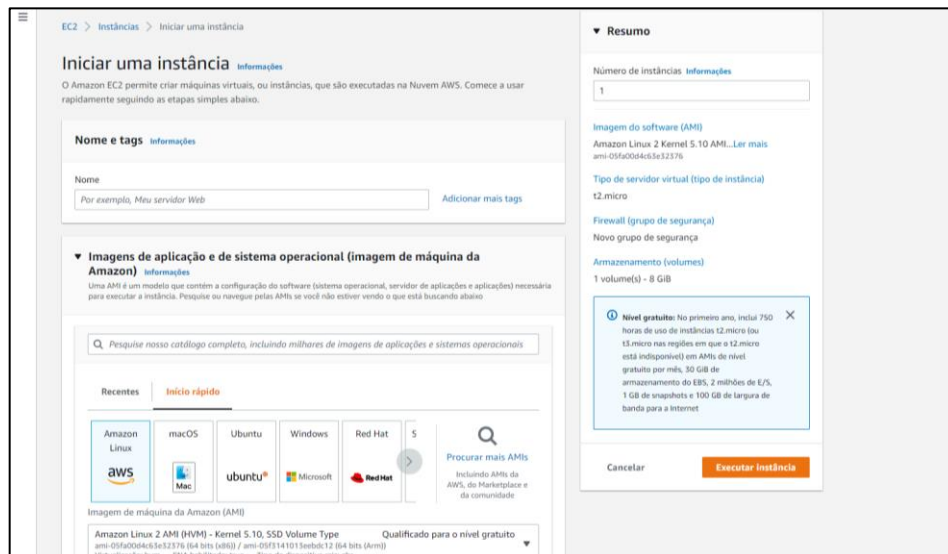 EC2 > Instâncias > Iniciar uma instância
Iniciar uma instância Informações
O Amazon EC2 permite criar máquinas virtuais, ou instâncias, que são executadas na Nuvem AWS. Comece a usar
rapidamente seguindo as etapas simples abaixo.
Nome e tags Informações
Nome
Por exemplo, Meu servidor Web
Adicionar mais tags
Imagens de aplicação e de sistema operacional (imagem de máquina da
Amazon) Informações
Uma AMI é um modelo que contém a configuração do software (sistema operacional, servidor de aplicações e aplicações) necessária
para executar a instância. Pesquise ou navegue pelas AMIs se você não estiver vendo o que está buscando abaixo
Pesquise nosso catálogo completo, incluindo milhares de imagens de aplicações e sistemas operacionais
Recentes
Início rápido
Amazon
Linux
aws
macOS
Mac
Ubuntu
ubuntu
Windows
Microsoft
Red Hat
Red Hat
S
Procurar mais AMIs
Incluindo AMIs da
AWS, do Marketplace e
da comunidade
Imagem de máquina da Amazon (AMI)
Amazon Linux 2 AMI (HVM) - Kernel 5.10, SSD Volume Type
Qualificado para o nível gratuito
ami-05fa00d4c63e32376 (64 bits (x86)) / ami-05f3141013eebdc12 (64 bits (Arm))
Resumo
Número de instâncias Informações
1
Imagem do software (AMI)
Amazon Linux 2 Kernel 5.10 AMI...Ler mais
ami-05fa00d4c63e32376
Tipo de servidor virtual (tipo de instância)
t2.micro
Firewall (grupo de segurança)
Novo grupo de segurança
Armazenamento (volumes)
1 volume(s) - 8 GiB
Nível gratuito: No primeiro ano, inclui 750
horas de uso de instâncias t2.micro (ou
t3.micro nas regiões em que o t2.micro
está indisponível) em AMIs de nível
gratuito por mês, 30 GiB de
armazenamento do EBS, 2 milhões de E/S,
1 GB de snapshots e 100 GB de largura de
banda para a Internet
Cancelar
Executar instância